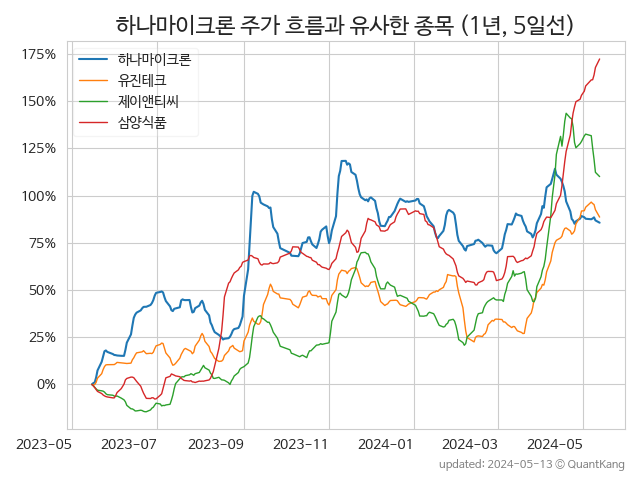 하나마이크론 주가 흐름과 유사한 종목 (1년, 5일선)
175%
150%
125%
100%
75%
50%
25%
0%
하나마이크론
유진테크
제이앤티씨
삼양식품
2023-05
2023-07
2023-09
2023-11
2024-01
2024-03
2024-05
updated: 2024-05-13 © QuantKang